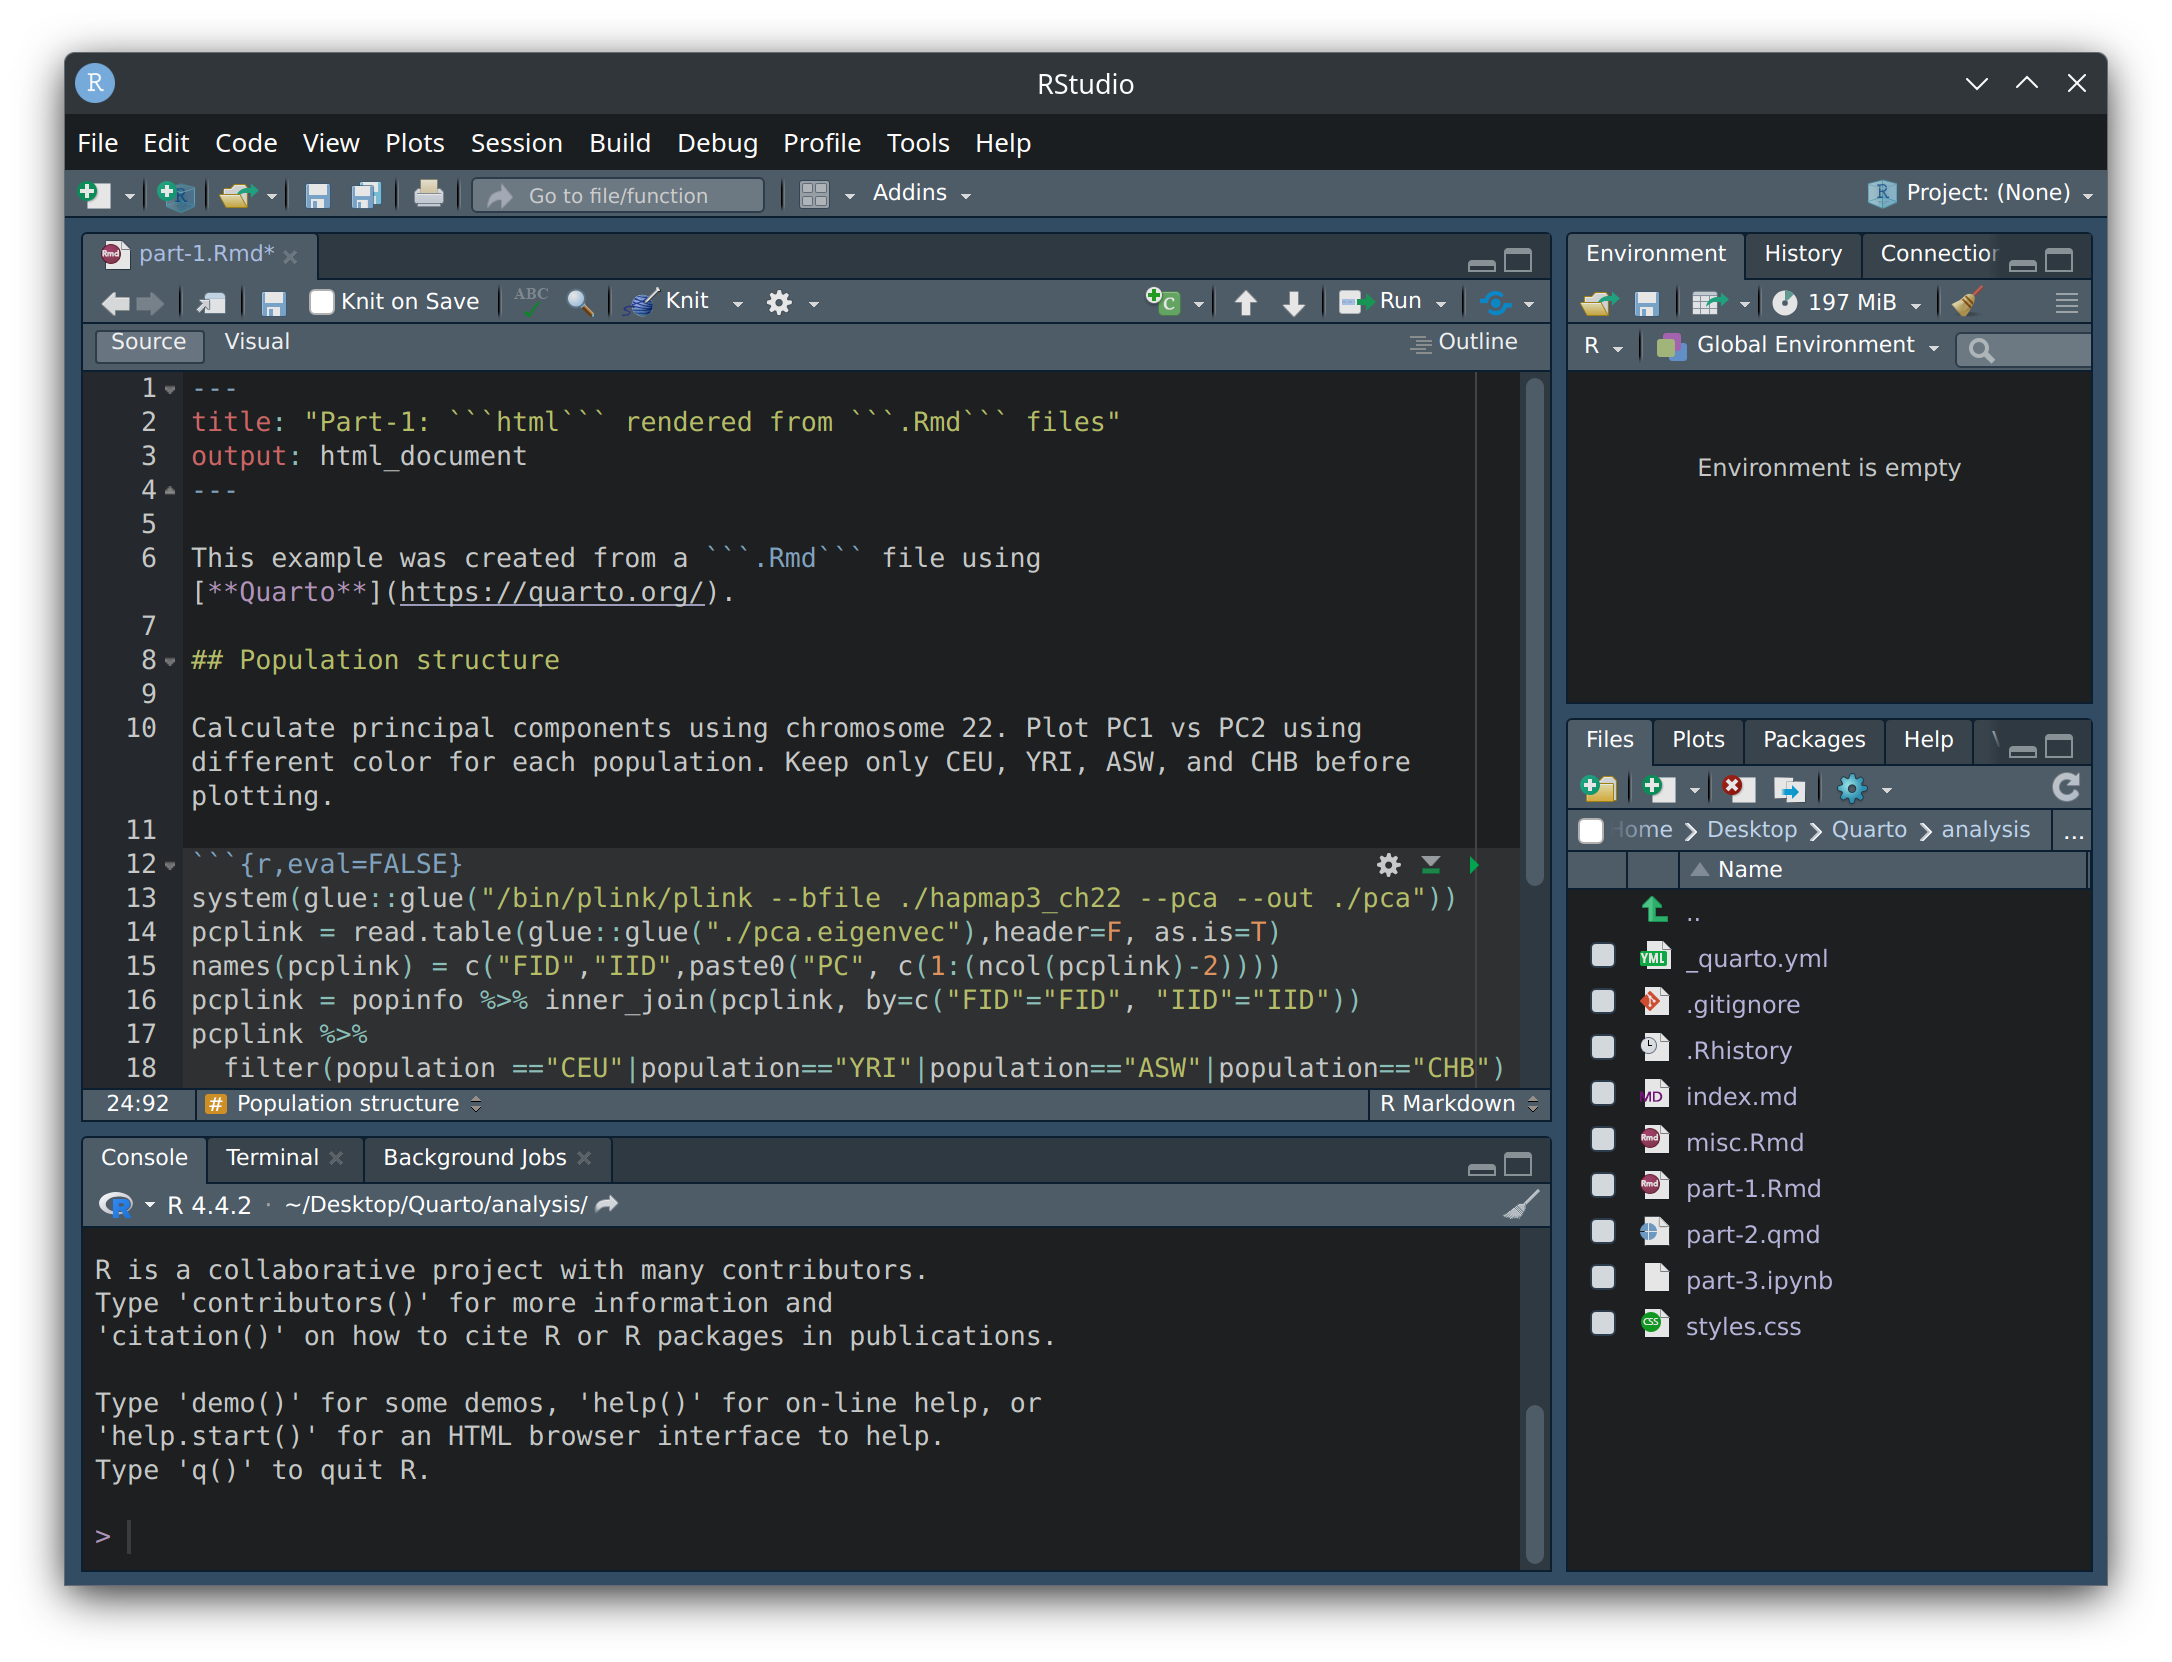 RStudio
File Edit Code View Plots Session Build Debug Profile Tools Help
Go to file/function Addins Project: (None)
part-1.Rmd*
Knit on Save ABC Knit Run
Source Visual Outline
1 ---
2 title: "Part-1: ```html``` rendered from ```.Rmd``` files"
3 output: html_document
4 ---
5
6 This example was created from a ```.Rmd``` file using
[**Quarto**](https://quarto.org/).
7
8 ## Population structure
9
10 Calculate principal components using chromosome 22. Plot PC1 vs PC2 using
different color for each population. Keep only CEU, YRI, ASW, and CHB before
plotting.
11
12 ```{r,eval=FALSE}
13 system(glue::glue("/bin/plink/plink --bfile ./hapmap3_ch22 --pca --out ./pca"))
14 pcplink = read.table(glue::glue("./pca.eigenvec"),header=F, as.is=T)
15 names(pcplink) = c("FID","IID",paste0("PC", c(1:(ncol(pcplink)-2))))
16 pcplink = popinfo %>% inner_join(pcplink, by=c("FID"="FID", "IID"="IID"))
17 pcplink %>%
18 filter(population =="CEU"|population=="YRI"|population=="ASW"|population=="CHB")
24:92 # Population structure R Markdown
Console Terminal Background Jobs
R 4.4.2 · ~/Desktop/Quarto/analysis/
R is a collaborative project with many contributors.
Type 'contributors()' for more information and
'citation()' on how to cite R or R packages in publications.
Type 'demo()' for some demos, 'help()' for on-line help, or
'help.start()' for an HTML browser interface to help.
Type 'q()' to quit R.
>
Environment History Connection
197 MiB
R Global Environment
Environment is empty
Files Plots Packages Help
Home Desktop Quarto analysis ...
Name
..
_quarto.yml
.gitignore
.Rhistory
index.md
misc.Rmd
part-1.Rmd
part-2.qmd
part-3.ipynb
styles.css